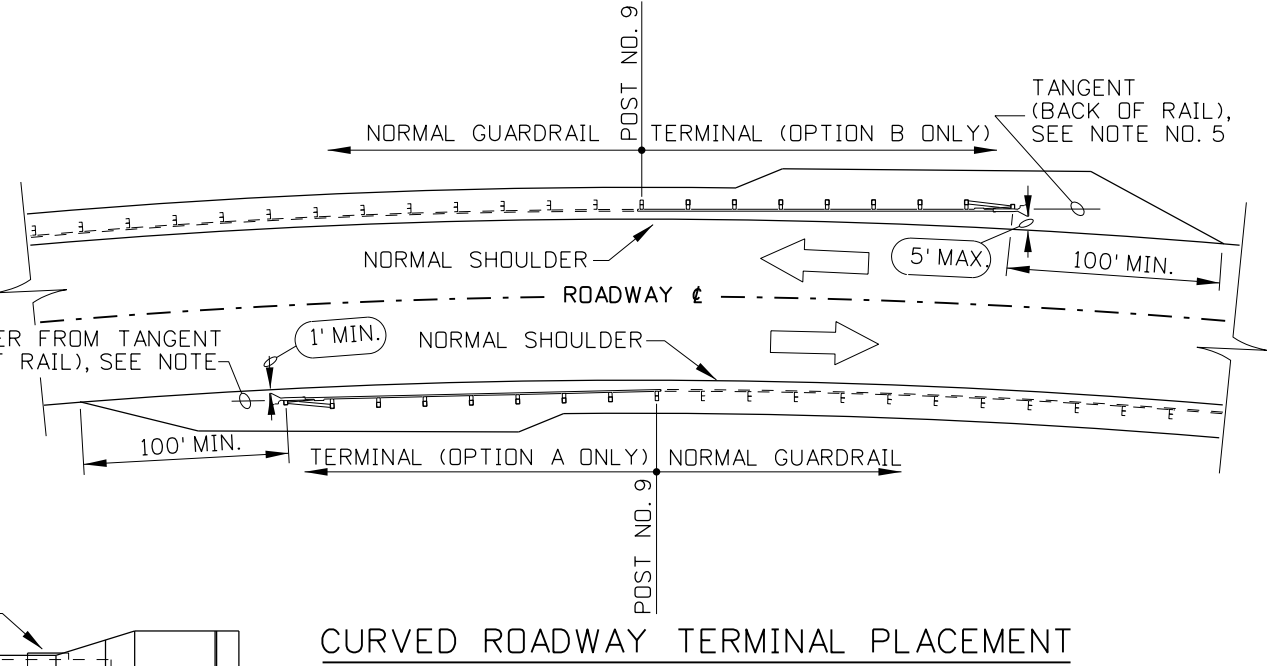 POST NO. 9
TANGENT
(BACK OF RAIL),
SEE NOTE NO. 5
NORMAL GUARDRAIL
TERMINAL (OPTION B ONLY)
NORMAL SHOULDER
5' MAX.
100' MIN.
ROADWAY ℄
FROM TANGENT
RAIL), SEE NOTE
1' MIN.
NORMAL SHOULDER
100' MIN.
TERMINAL (OPTION A ONLY)
NORMAL GUARDRAIL
POST NO. 9
CURVED ROADWAY TERMINAL PLACEMENT